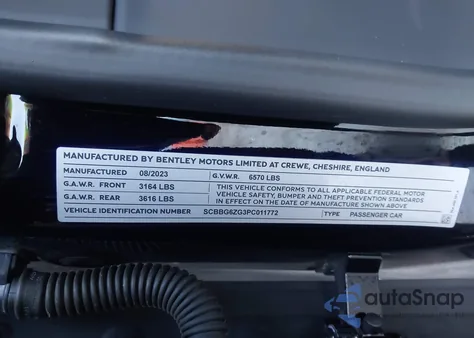 MANUFACTURED BY BENTLEY MOTORS LIMITED AT CREWE, CHESHIRE, ENGLAND
MANUFACTURED 08/2023 G.V.W.R. 6570 LBS
G.A.W.R. FRONT 3164 LBS
G.A.W.R. REAR 3616 LBS
THIS VEHICLE CONFORMS TO ALL APPLICABLE FEDERAL MOTOR
VEHICLE SAFETY, BUMPER AND THEFT PREVENTION STANDARDS
IN EFFECT ON THE DATE OF MANUFACTURE SHOWN ABOVE
VEHICLE IDENTIFICATION NUMBER SCBBG6ZG3PC011772 TYPE PASSENGER CAR
autoSnap